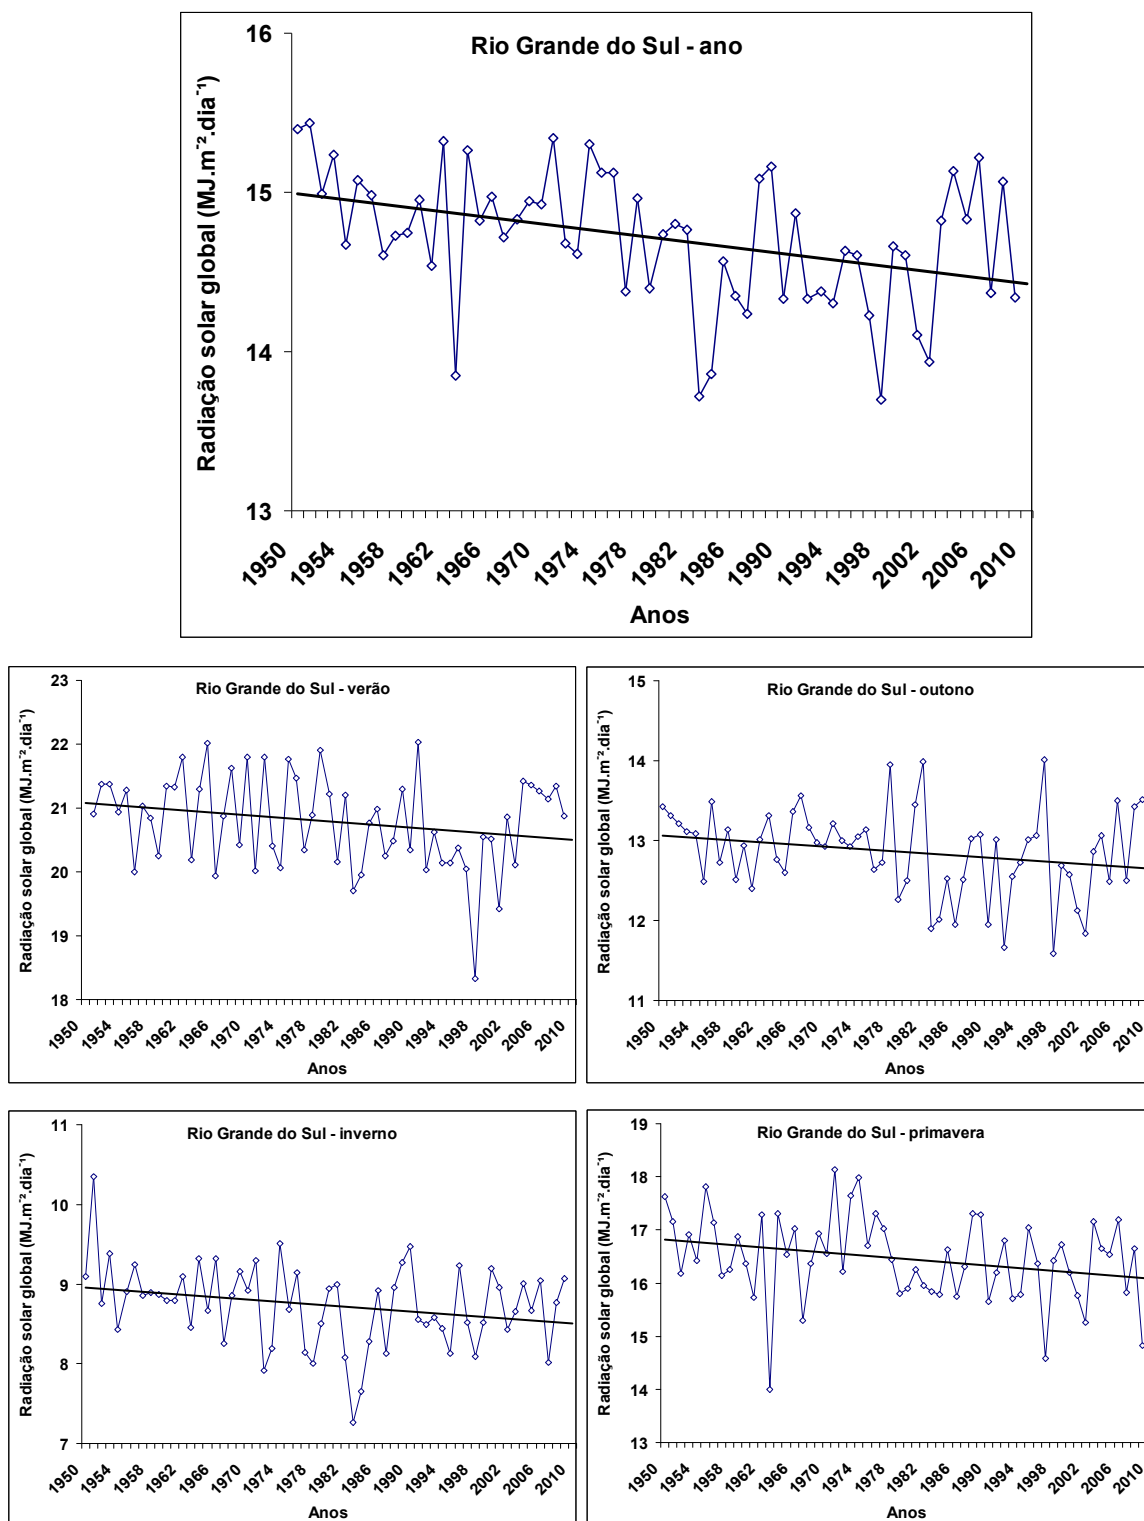 Rio Grande do Sul - ano
Radiação solar global (MJ.m⁻².dia⁻¹)
16
15
14
13
1950 1954 1958 1962 1966 1970 1974 1978 1982 1986 1990 1994 1998 2002 2006 2010
Anos
Rio Grande do Sul - verão
Radiação solar global (MJ.m⁻².dia⁻¹)
23
22
21
20
19
18
1950 1954 1958 1962 1966 1970 1974 1978 1982 1986 1990 1994 1998 2002 2006 2010
Anos
Rio Grande do Sul - outono
Radiação solar global (MJ.m⁻².dia⁻¹)
15
14
13
12
11
1950 1954 1958 1962 1966 1970 1974 1978 1982 1986 1990 1994 1998 2002 2006 2010
Anos
Rio Grande do Sul - inverno
Radiação solar global (MJ.m⁻².dia⁻¹)
11
10
9
8
7
1950 1954 1958 1962 1966 1970 1974 1978 1982 1986 1990 1994 1998 2002 2006 2010
Anos
Rio Grande do Sul - primavera
Radiação solar global (MJ.m⁻².dia⁻¹)
19
18
17
16
15
14
13
1950 1954 1958 1962 1966 1970 1974 1978 1982 1986 1990 1994 1998 2002 2006 2010
Anos